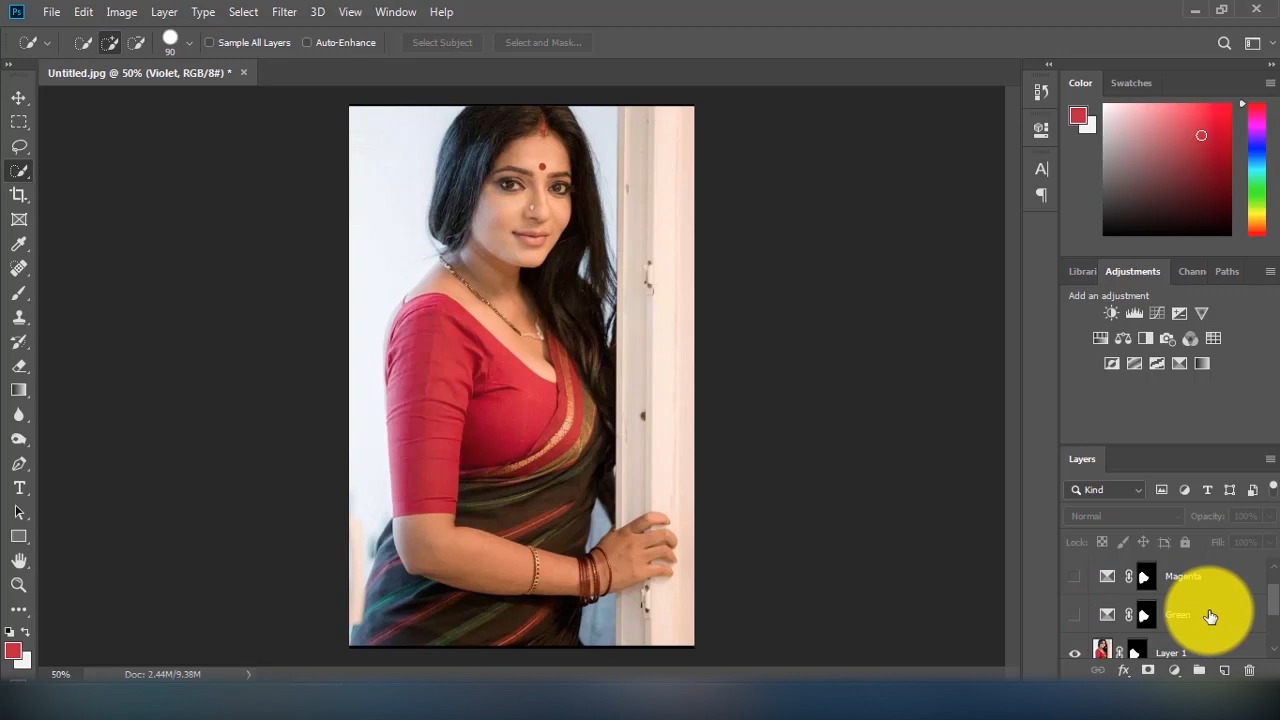 Ps File Edit Image Layer Type Select Filter 3D View Window Help
90 Sample All Layers Auto-Enhance Select Subject Select and Mask...
Untitled.jpg @ 50% (Violet, RGB/8#) * ×
Color Swatches
Librari Adjustments Chann Paths
Add an adjustment
Layers
Kind
Normal Opacity: 100%
Lock: Fill: 100%
Magenta
Green
Layer 1
50% Doc: 2.44M/9.38M